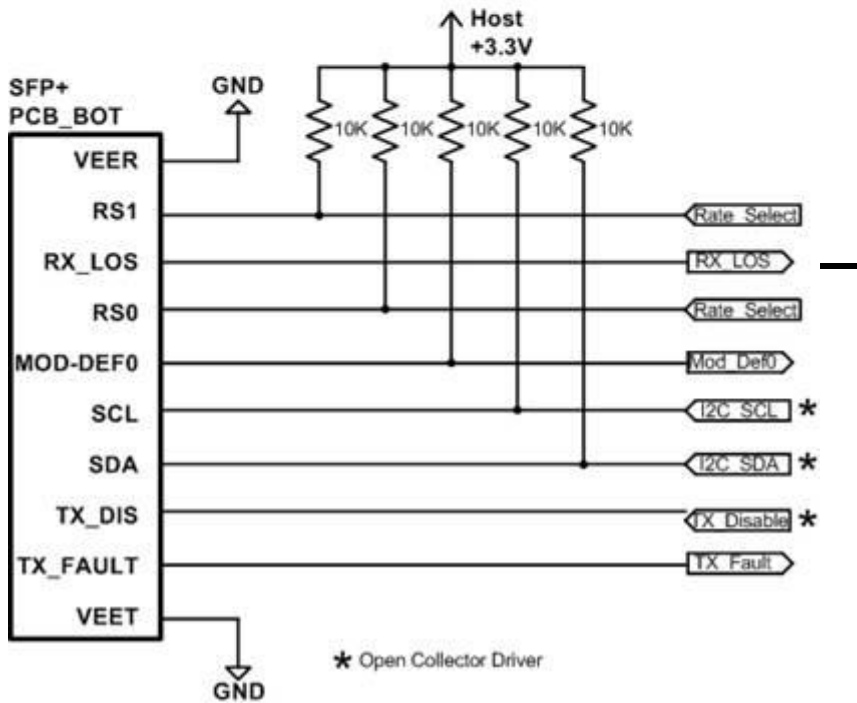 Host
+3.3V
SFP+
PCB_BOT
GND
10K 10K 10K 10K 10K
VEER
RS1 Rate_Select
RX_LOS RX_LOS
RS0 Rate_Select
MOD-DEF0 Mod_Def0
SCL I2C_SCL *
SDA I2C_SDA *
TX_DIS TX_Disable *
TX_FAULT TX_Fault
VEET
* Open Collector Driver
GND